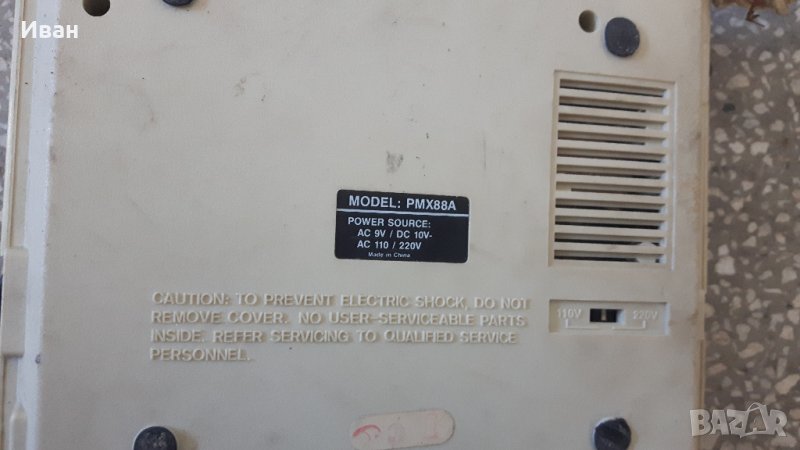 Иван
MODEL: PMX88A
POWER SOURCE:
AC 9V / DC 10V-
AC 110 / 220V
Made in China
CAUTION: TO PREVENT ELECTRIC SHOCK, DO NOT
REMOVE COVER. NO USER-SERVICEABLE PARTS
INSIDE. REFER SERVICING TO QUALIFIED SERVICE
PERSONNEL.
110V 220V
BAZAR